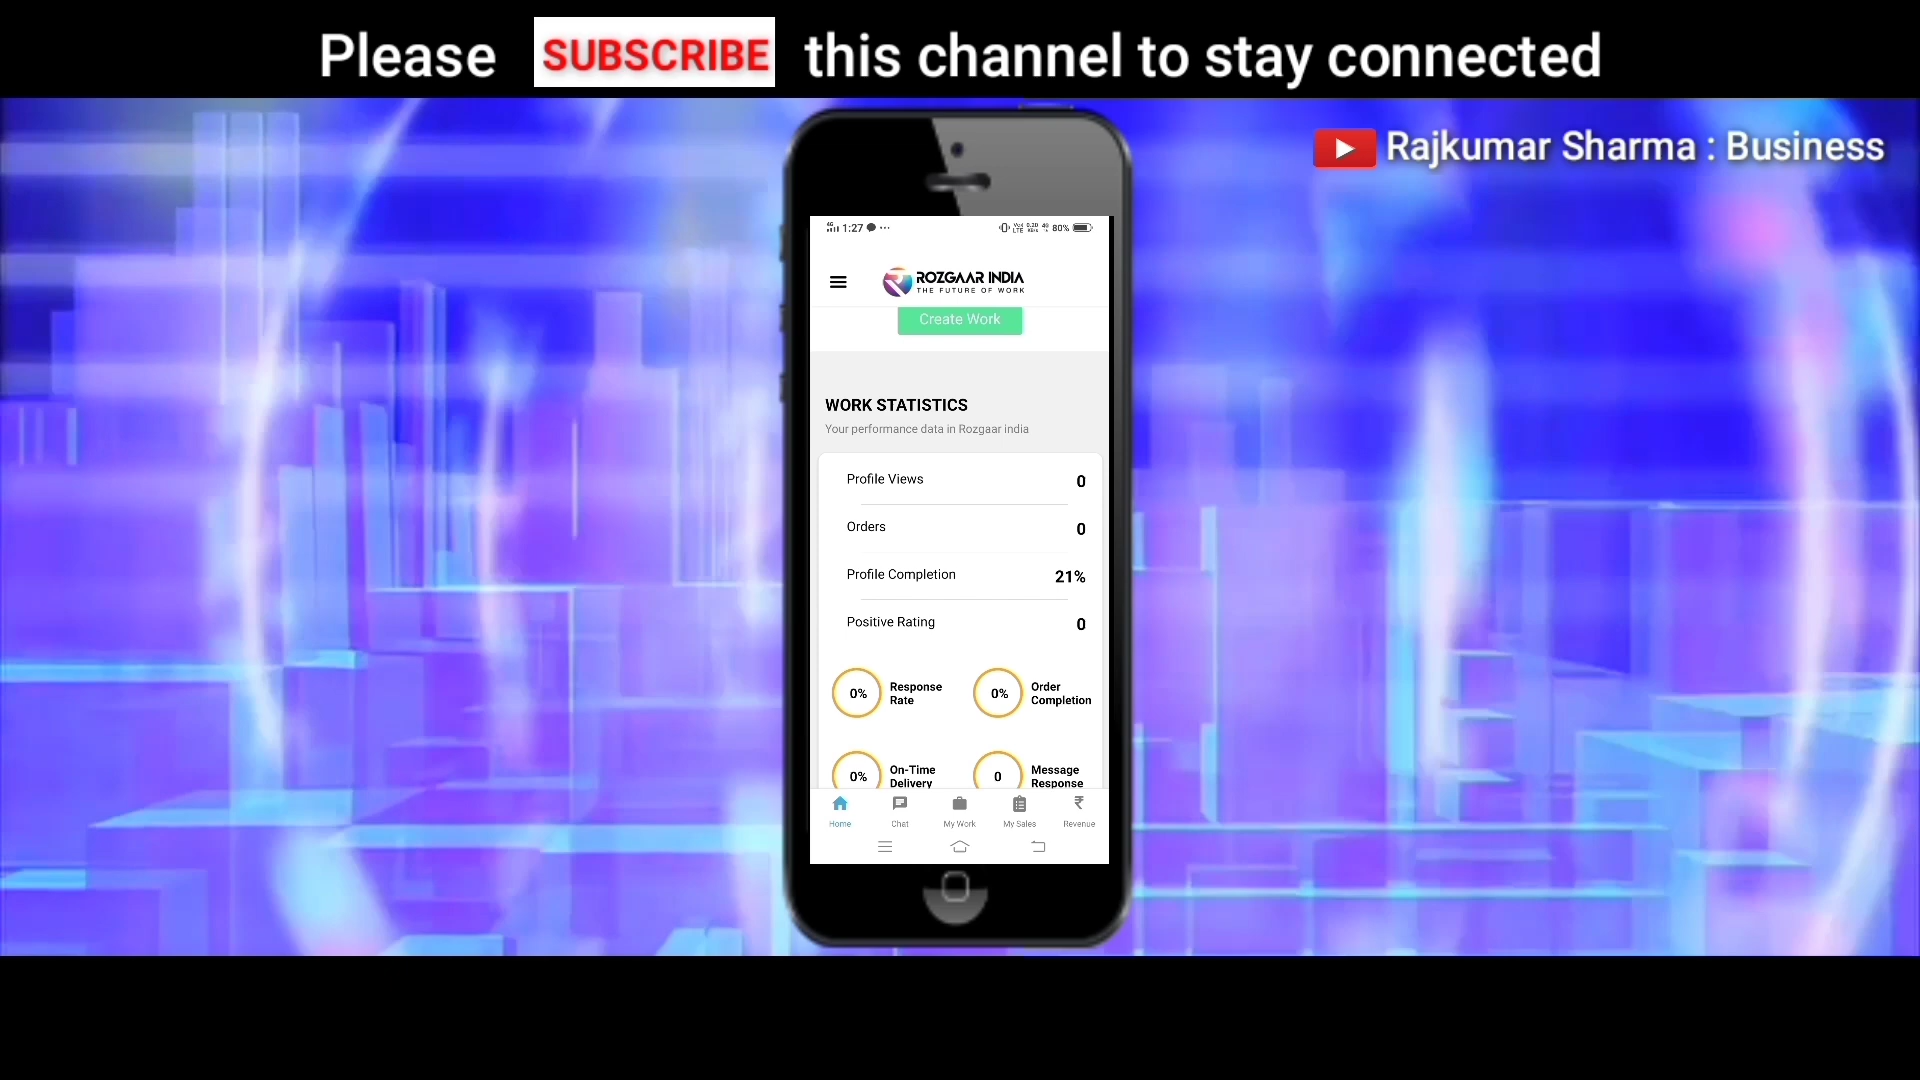 Please SUBSCRIBE this channel to stay connected
Rajkumar Sharma : Business
1:27 80%
ROZGAAR INDIA
THE FUTURE OF WORK
Create Work
WORK STATISTICS
Your performance data in Rozgaar india
Profile Views 0
Orders 0
Profile Completion 21%
Positive Rating 0
0% Response Rate
0% Order Completion
0% On-Time Delivery
0 Message Response
Home Chat My Work My Sales Revenue